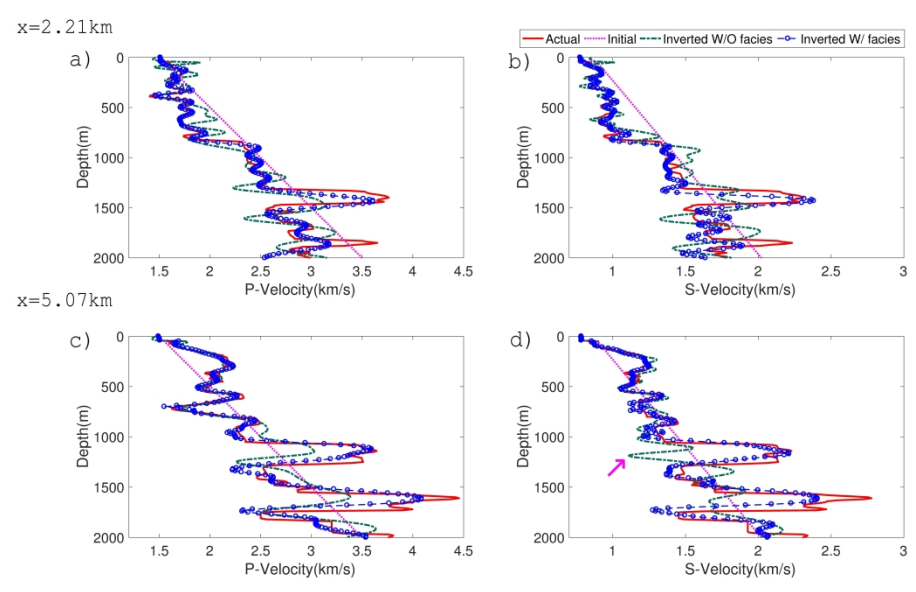 x=2.21km
Actual Initial Inverted W/O facies Inverted W/ facies
a)
b)
0
500
1000
1500
2000
Depth(m)
1.5 2 2.5 3 3.5 4 4.5
P-Velocity(km/s)
0
500
1000
1500
2000
Depth(m)
1 1.5 2 2.5 3
S-Velocity(km/s)
x=5.07km
c)
d)
0
500
1000
1500
2000
Depth(m)
1.5 2 2.5 3 3.5 4 4.5
P-Velocity(km/s)
0
500
1000
1500
2000
Depth(m)
1 1.5 2 2.5 3
S-Velocity(km/s)